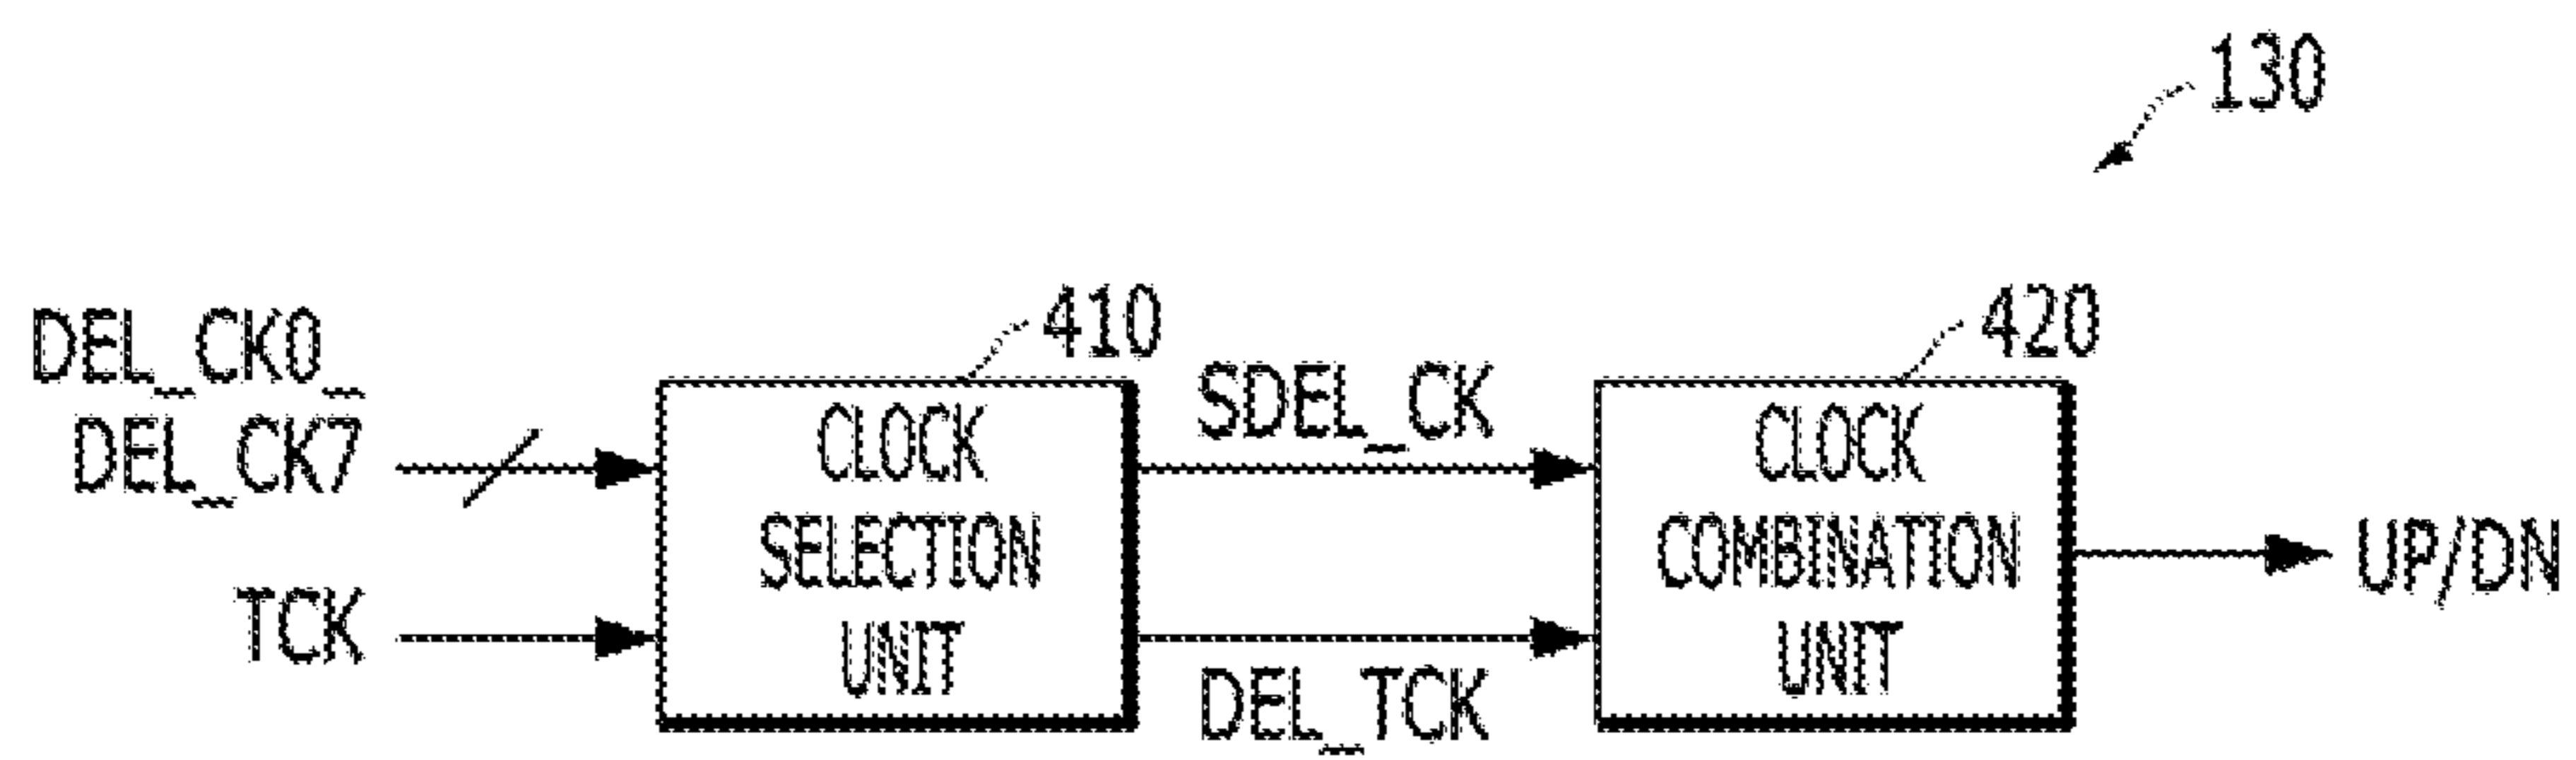 130
DEL_CK0_
DEL_CK7
TCK
410
CLOCK
SELECTION
UNIT
SDEL_CK
DEL_TCK
420
CLOCK
COMBINATION
UNIT
UP/DN